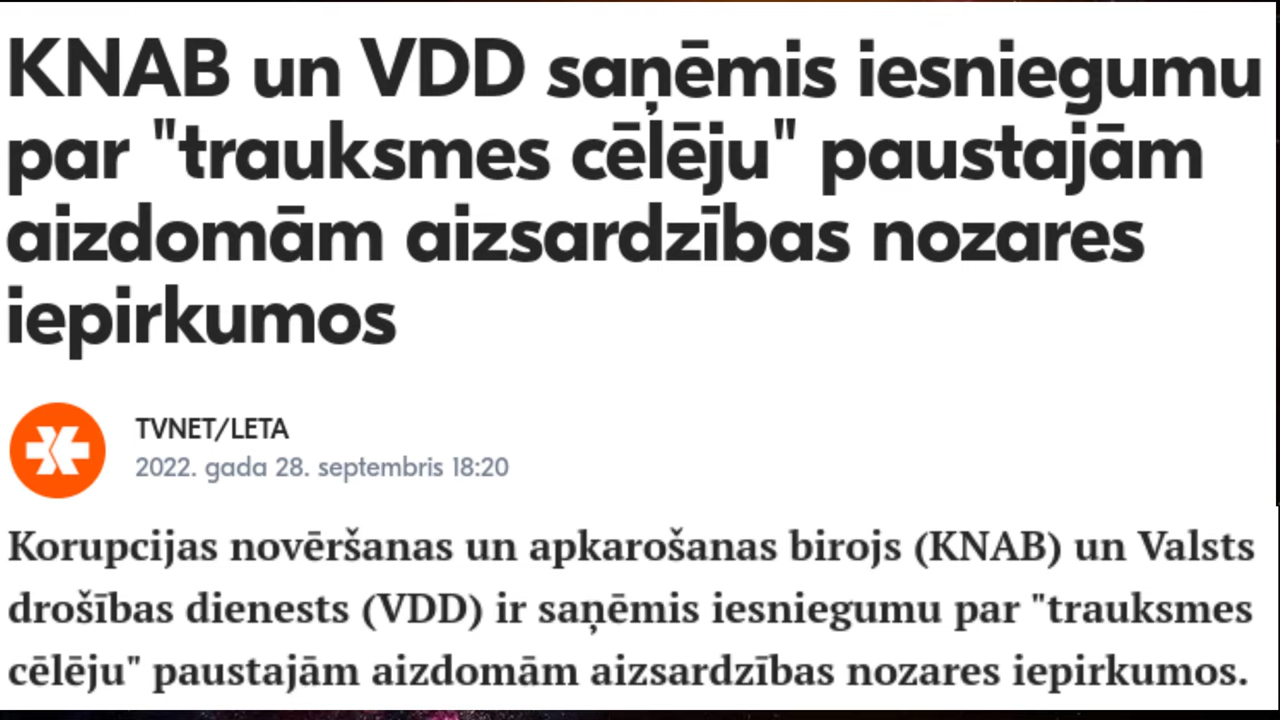 KNAB un VDD saņēmis iesniegumu
par "trauksmes cēlēju" paustajām
aizdomām aizsardzības nozares
iepirkumos
TVNET/LETA
2022. gada 28. septembris 18:20
Korupcijas novēršanas un apkarošanas birojs (KNAB) un Valsts
drošības dienests (VDD) ir saņēmis iesniegumu par "trauksmes
cēlēju" paustajām aizdomām aizsardzības nozares iepirkumos.